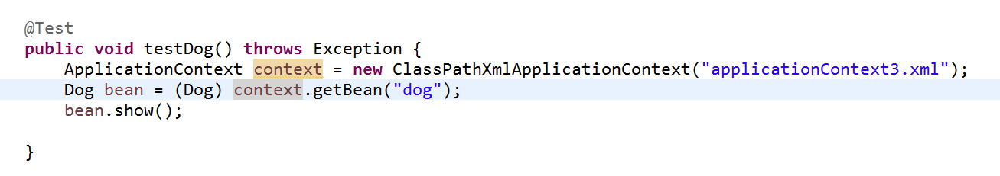 @Test
public void testDog() throws Exception {
    ApplicationContext context = new ClassPathXmlApplicationContext("applicationContext3.xml");
    Dog bean = (Dog) context.getBean("dog");
    bean.show();
}